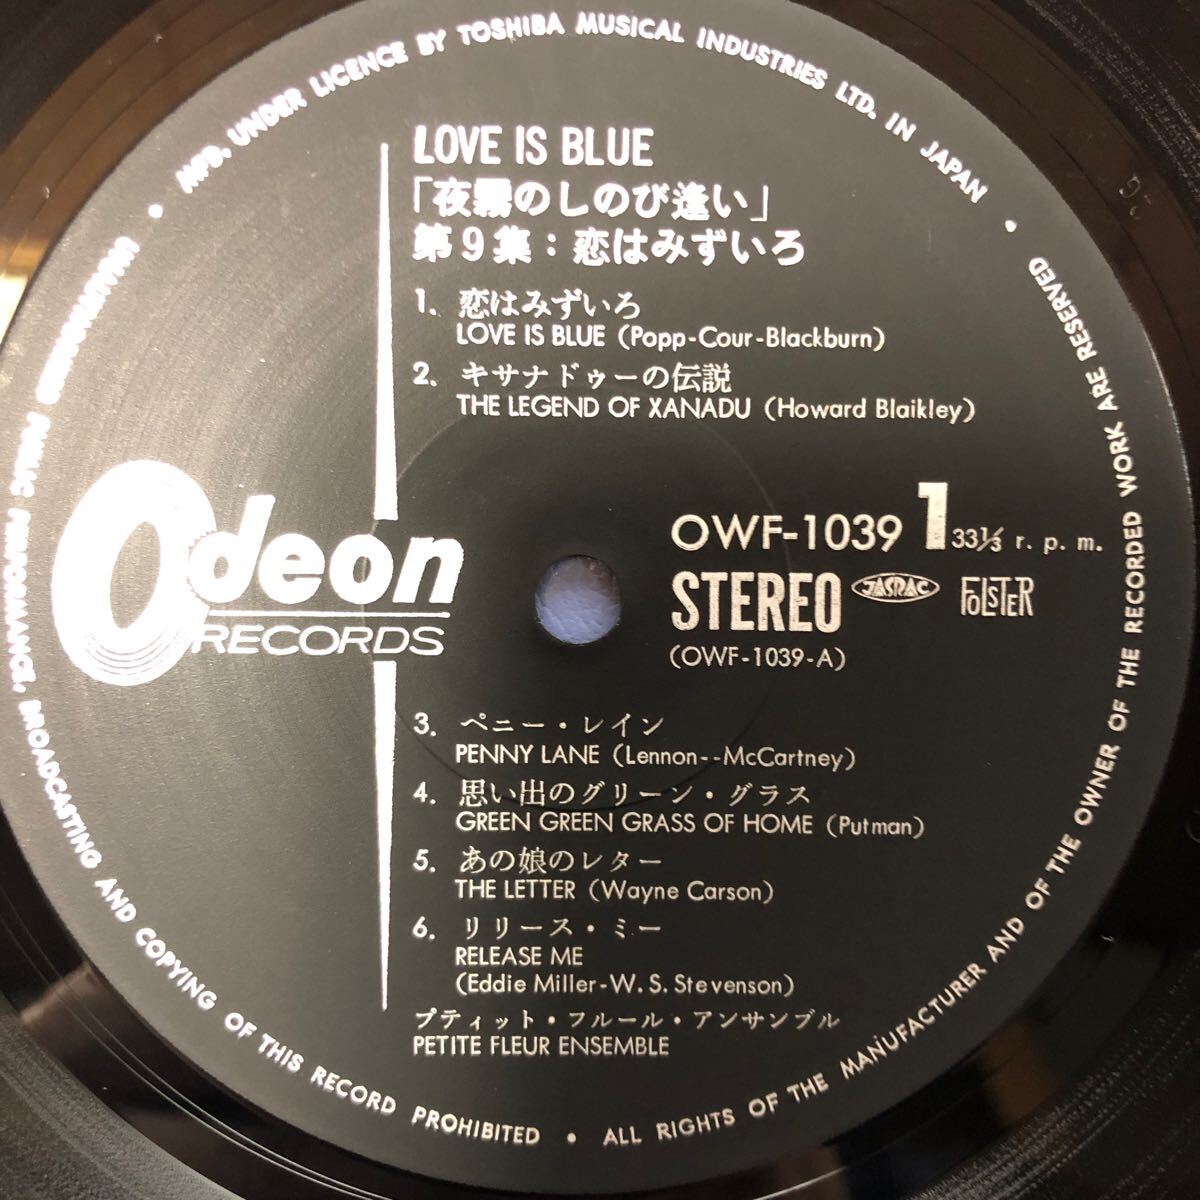 MFD. UNDER LICENCE BY TOSHIBA MUSICAL INDUSTRIES LTD. IN JAPAN
LOVE IS BLUE
「夜霧のしのび逢い」
第9集：恋はみずいろ
1. 恋はみずいろ
LOVE IS BLUE (Popp-Cour-Blackburn)
2. キサナドゥーの伝説
THE LEGEND OF XANADU (Howard Blaikley)
Odeon
RECORDS
OWF-1039 1 33⅓ r. p. m.
STEREO JASRAC FOLSTER
(OWF-1039-A)
3. ペニー・レイン
PENNY LANE (Lennon--McCartney)
4. 思い出のグリーン・グラス
GREEN GREEN GRASS OF HOME (Putman)
5. あの娘のレター
THE LETTER (Wayne Carson)
6. リリース・ミー
RELEASE ME
(Eddie Miller-W. S. Stevenson)
プティット・フルール・アンサンブル
PETITE FLEUR ENSEMBLE
ALL RIGHTS OF THE MANUFACTURER AND OF THE OWNER OF THE RECORDED WORK ARE RESERVED
UNAUTHORISED PUBLIC PERFORMANCE, BROADCASTING AND COPYING OF THIS RECORD PROHIBITED